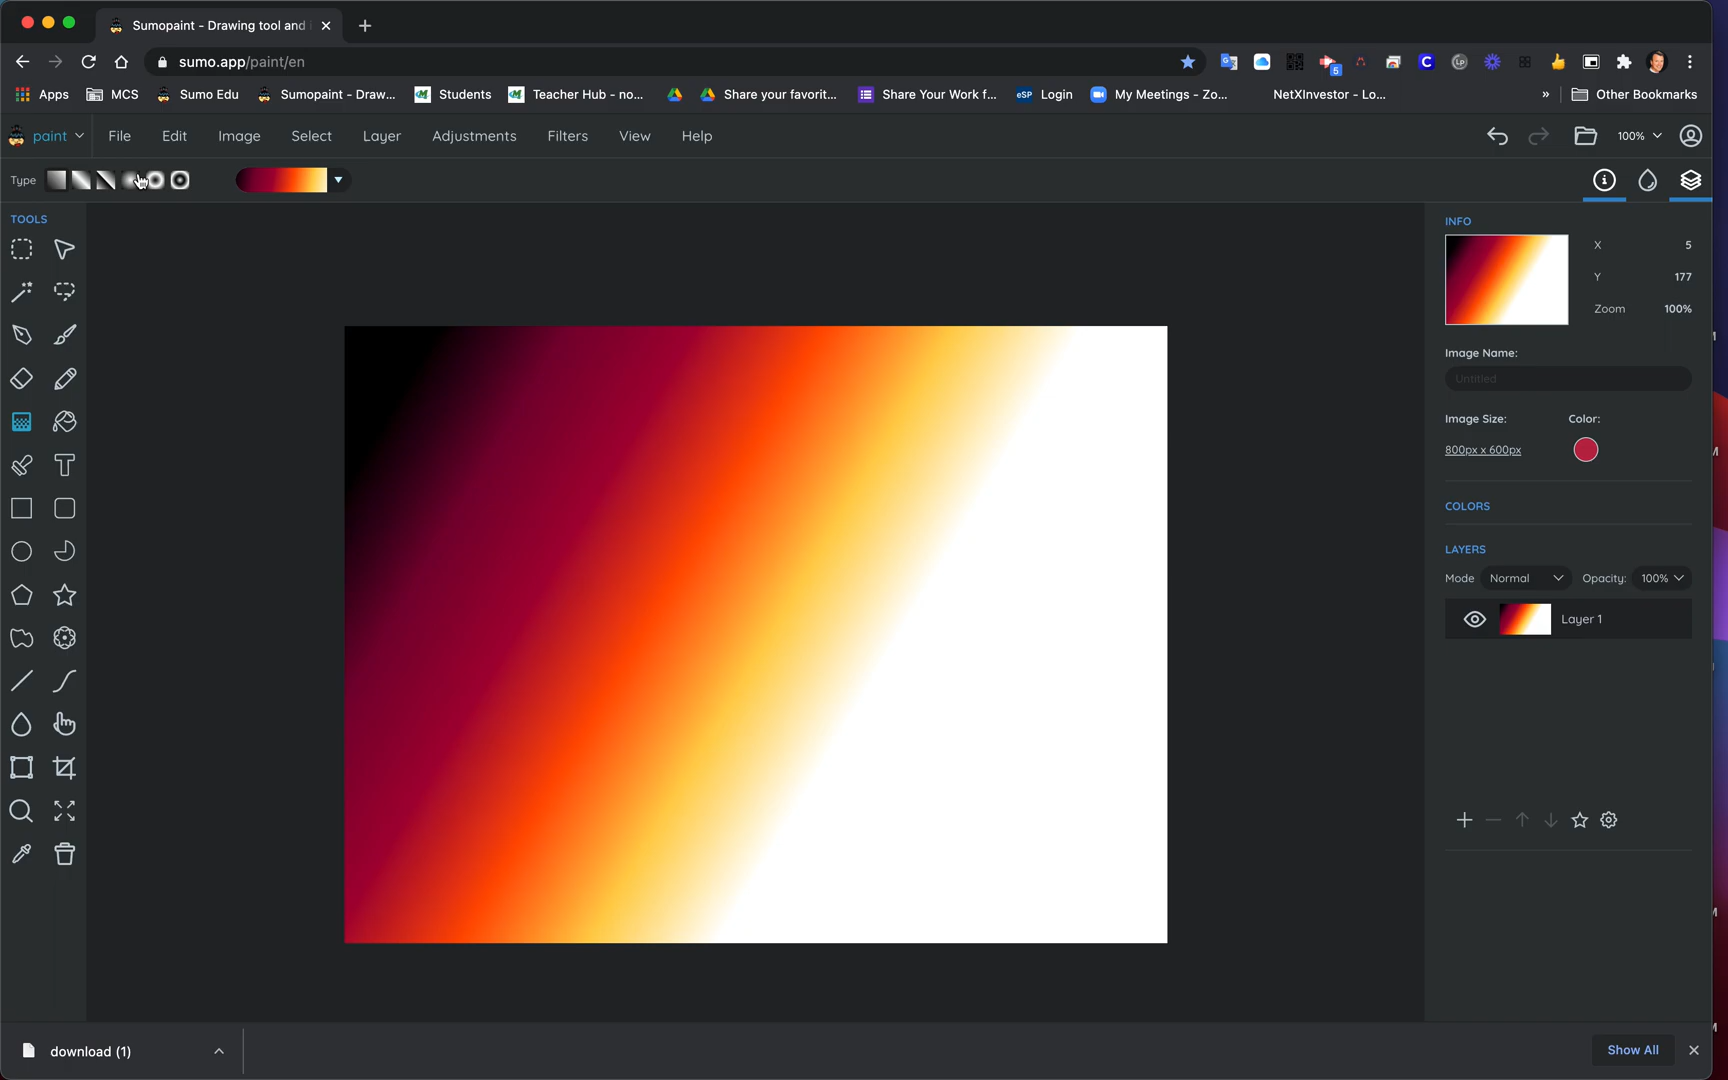 Sumopaint - Drawing tool and
sumo.app/paint/en
5
Apps MCS Sumo Edu Sumopaint - Draw... Students Teacher Hub - no... Share your favorit... Share Your Work f... eSP Login My Meetings - Zo... NetXInvestor - Lo... » Other Bookmarks
paint File Edit Image Select Layer Adjustments Filters View Help 100%
Type
TOOLS
INFO
X 5
Y 177
Zoom 100%
Image Name:
Untitled
Image Size: Color:
800px x 600px
COLORS
LAYERS
Mode Normal Opacity: 100%
Layer 1
download (1) Show All